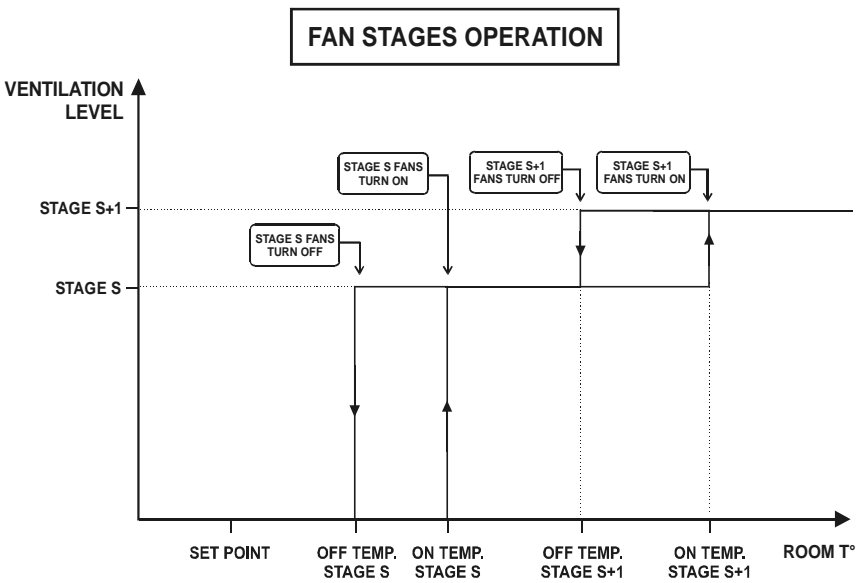 FAN STAGES OPERATION
VENTILATION
LEVEL
STAGE S FANS
TURN ON
STAGE S+1
FANS TURN OFF
STAGE S+1
FANS TURN ON
STAGE S+1
STAGE S FANS
TURN OFF
STAGE S
SET POINT
OFF TEMP.
STAGE S
ON TEMP.
STAGE S
OFF TEMP.
STAGE S+1
ON TEMP.
STAGE S+1
ROOM T°